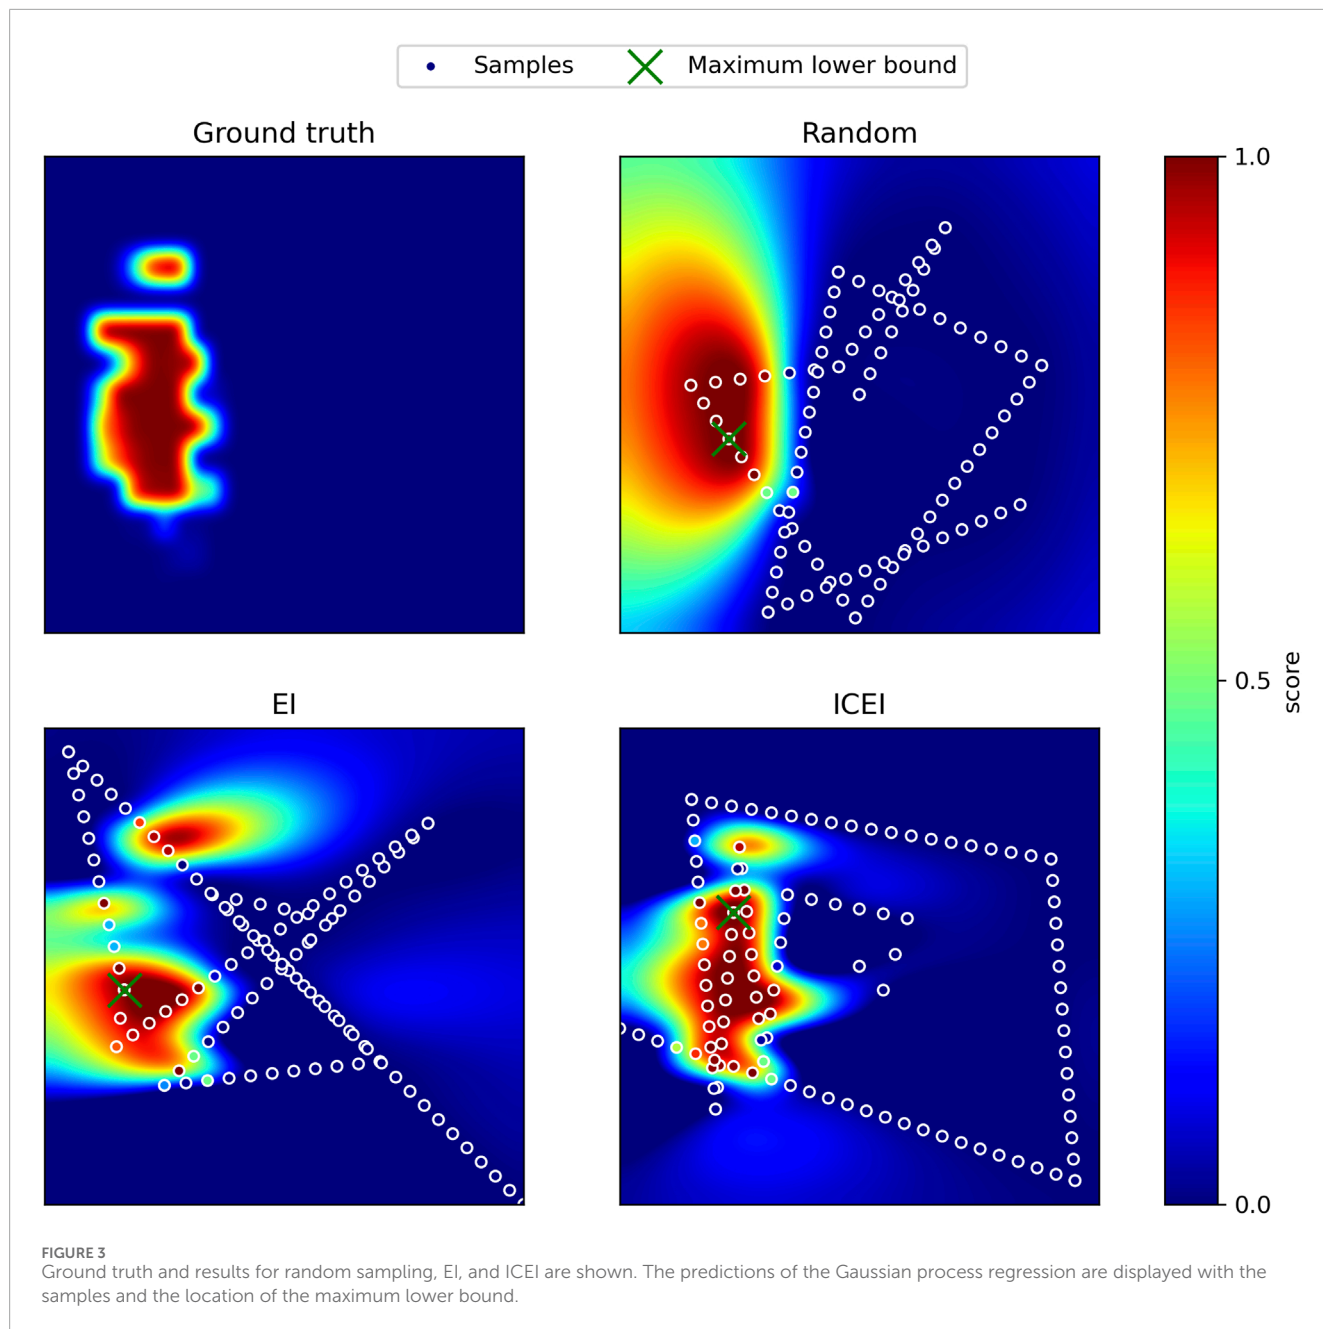 Samples
Maximum lower bound
Ground truth
Random
1.0
0.5
score
0.0
EI
ICEI
FIGURE 3
Ground truth and results for random sampling, EI, and ICEI are shown. The predictions of the Gaussian process regression are displayed with the
samples and the location of the maximum lower bound.